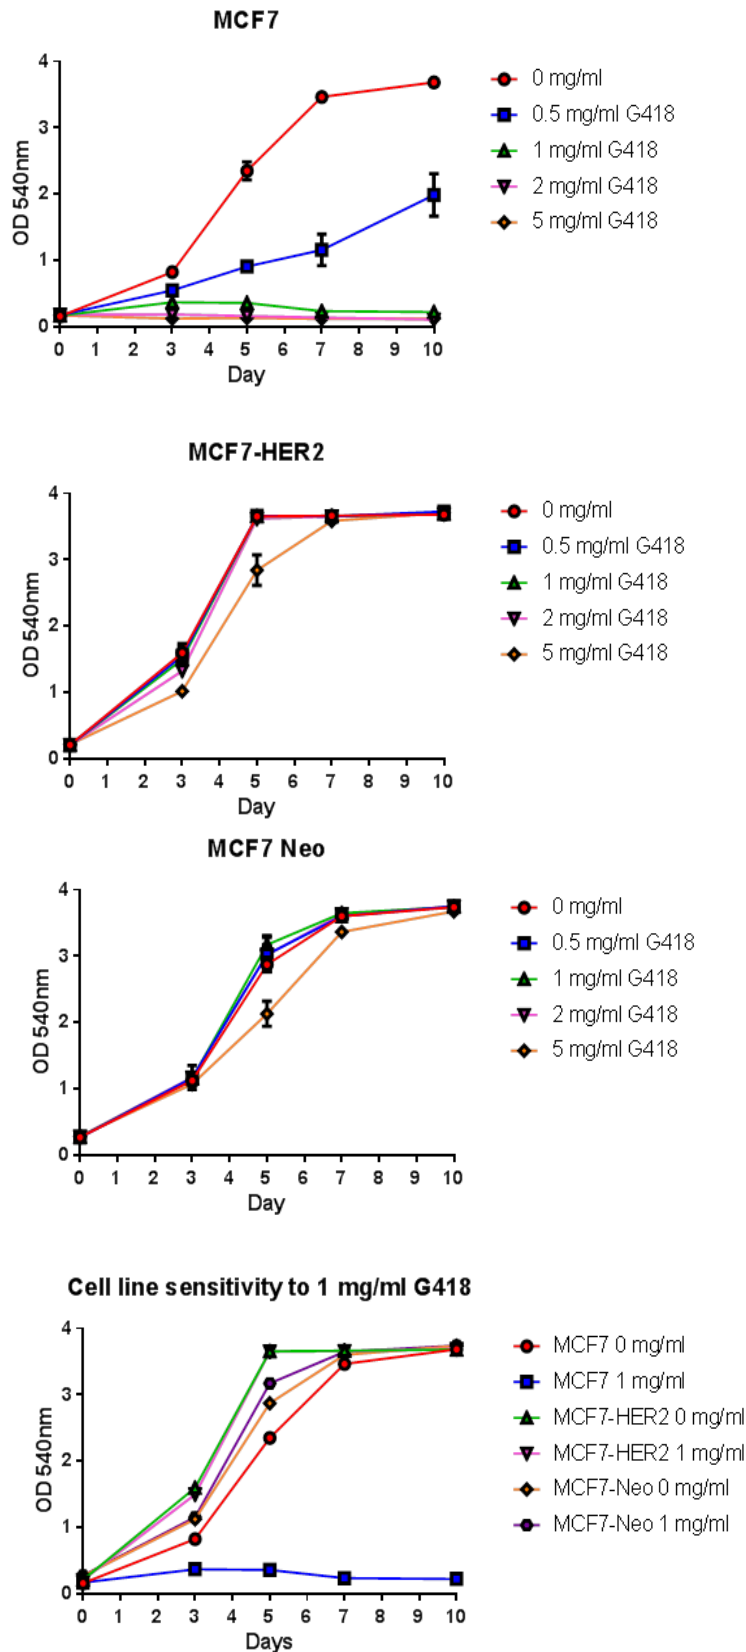 MCF7
4
3
2
1
0
OD 540nm
0 1 2 3 4 5 6 7 8 9 10
Day
0 mg/ml
0.5 mg/ml G418
1 mg/ml G418
2 mg/ml G418
5 mg/ml G418
MCF7-HER2
4
3
2
1
0
OD 540nm
0 1 2 3 4 5 6 7 8 9 10
Day
0 mg/ml
0.5 mg/ml G418
1 mg/ml G418
2 mg/ml G418
5 mg/ml G418
MCF7 Neo
4
3
2
1
0
OD 540nm
0 1 2 3 4 5 6 7 8 9 10
Day
0 mg/ml
0.5 mg/ml G418
1 mg/ml G418
2 mg/ml G418
5 mg/ml G418
Cell line sensitivity to 1 mg/ml G418
4
3
2
1
0
OD 540nm
0 1 2 3 4 5 6 7 8 9 10
Days
MCF7 0 mg/ml
MCF7 1 mg/ml
MCF7-HER2 0 mg/ml
MCF7-HER2 1 mg/ml
MCF7-Neo 0 mg/ml
MCF7-Neo 1 mg/ml